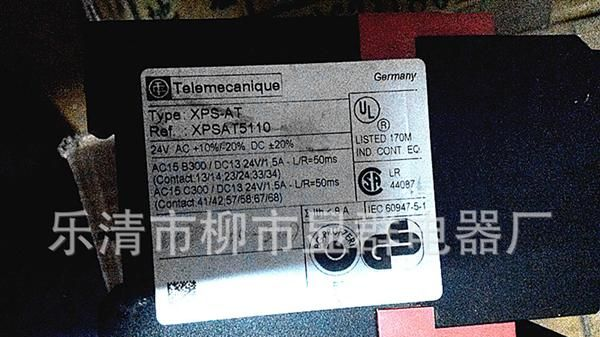 Telemecanique
Germany
Type: XPS-AT
Ref.: XPSAT5110
24V AC +10%/-20% DC ±20%
AC15 B300 / DC13 24V/1,5A - L/R=50ms
(Contact:13/14;23/24;33/34)
AC15 C300 / DC13 24V/1,5A - L/R=50ms
(Contact:41/42;57/58;67/68)
UL
LISTED 170M
IND. CONT. EQ.
LR
44087
IEC 60947-5-1
乐清市柳市 电器厂